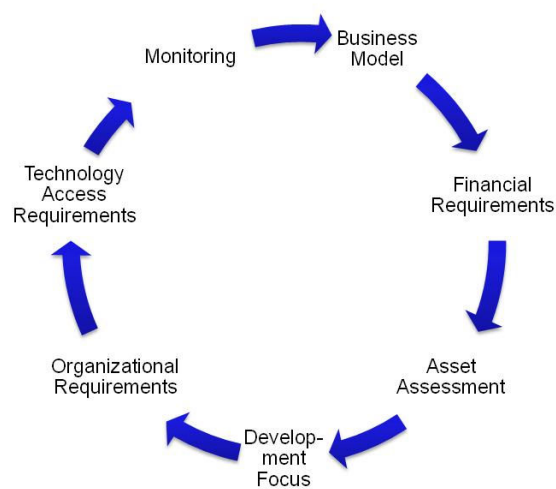 Monitoring
Business
Model
Financial
Requirements
Asset
Assessment
Develop-
ment
Focus
Organizational
Requirements
Technology
Access
Requirements